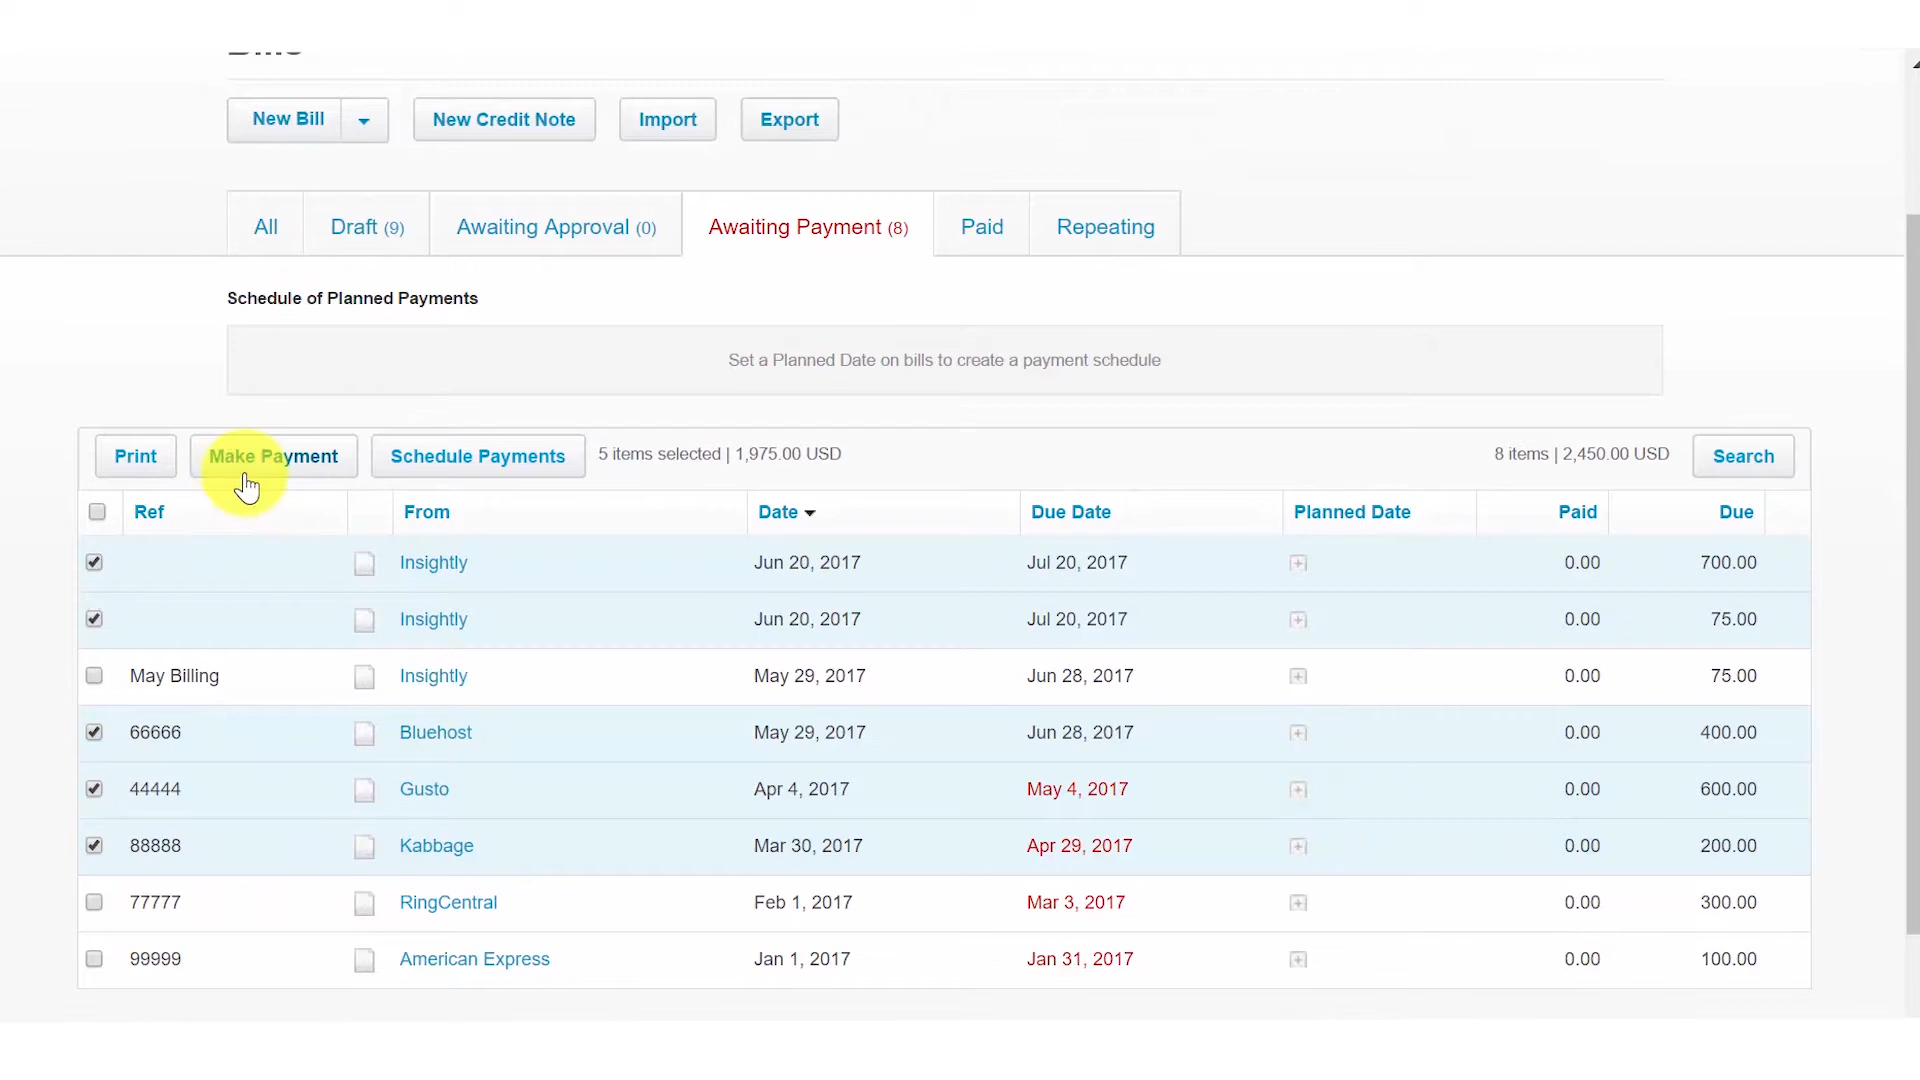 New Bill
New Credit Note
Import
Export
All
Draft (9)
Awaiting Approval (0)
Awaiting Payment (8)
Paid
Repeating
Schedule of Planned Payments
Set a Planned Date on bills to create a payment schedule
Print
Make Payment
Schedule Payments
5 items selected | 1,975.00 USD
8 items | 2,450.00 USD
Search
Ref From Date Due Date Planned Date Paid Due
Insightly Jun 20, 2017 Jul 20, 2017 0.00 700.00
Insightly Jun 20, 2017 Jul 20, 2017 0.00 75.00
May Billing Insightly May 29, 2017 Jun 28, 2017 0.00 75.00
66666 Bluehost May 29, 2017 Jun 28, 2017 0.00 400.00
44444 Gusto Apr 4, 2017 May 4, 2017 0.00 600.00
88888 Kabbage Mar 30, 2017 Apr 29, 2017 0.00 200.00
77777 RingCentral Feb 1, 2017 Mar 3, 2017 0.00 300.00
99999 American Express Jan 1, 2017 Jan 31, 2017 0.00 100.00